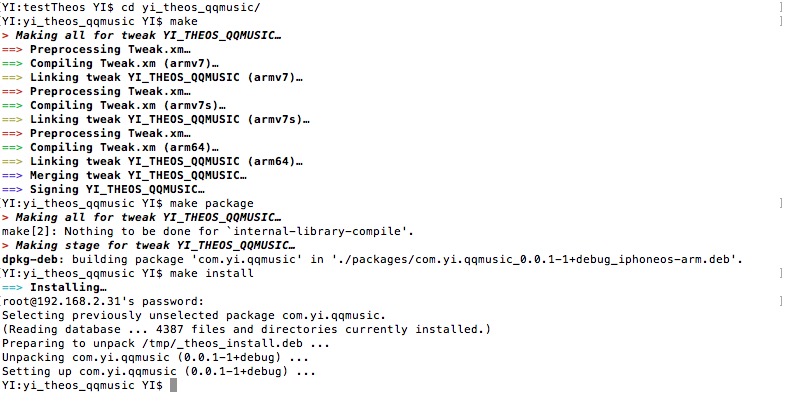 [YI:testTheos YI$ cd yi_theos_qqmusic/ ]
[YI:yi_theos_qqmusic YI$ make ]
> Making all for tweak YI_THEOS_QQMUSIC…
==> Preprocessing Tweak.xm…
==> Compiling Tweak.xm (armv7)…
==> Linking tweak YI_THEOS_QQMUSIC (armv7)…
==> Preprocessing Tweak.xm…
==> Compiling Tweak.xm (armv7s)…
==> Linking tweak YI_THEOS_QQMUSIC (armv7s)…
==> Preprocessing Tweak.xm…
==> Compiling Tweak.xm (arm64)…
==> Linking tweak YI_THEOS_QQMUSIC (arm64)…
==> Merging tweak YI_THEOS_QQMUSIC…
==> Signing YI_THEOS_QQMUSIC…
[YI:yi_theos_qqmusic YI$ make package ]
> Making all for tweak YI_THEOS_QQMUSIC…
make[2]: Nothing to be done for `internal-library-compile'.
> Making stage for tweak YI_THEOS_QQMUSIC…
dpkg-deb: building package 'com.yi.qqmusic' in './packages/com.yi.qqmusic_0.0.1-1+debug_iphoneos-arm.deb'.
[YI:yi_theos_qqmusic YI$ make install ]
==> Installing…
[root@192.168.2.31's password: ]
Selecting previously unselected package com.yi.qqmusic.
(Reading database ... 4387 files and directories currently installed.)
Preparing to unpack /tmp/_theos_install.deb ...
Unpacking com.yi.qqmusic (0.0.1-1+debug) ...
Setting up com.yi.qqmusic (0.0.1-1+debug) ...
YI:yi_theos_qqmusic YI$